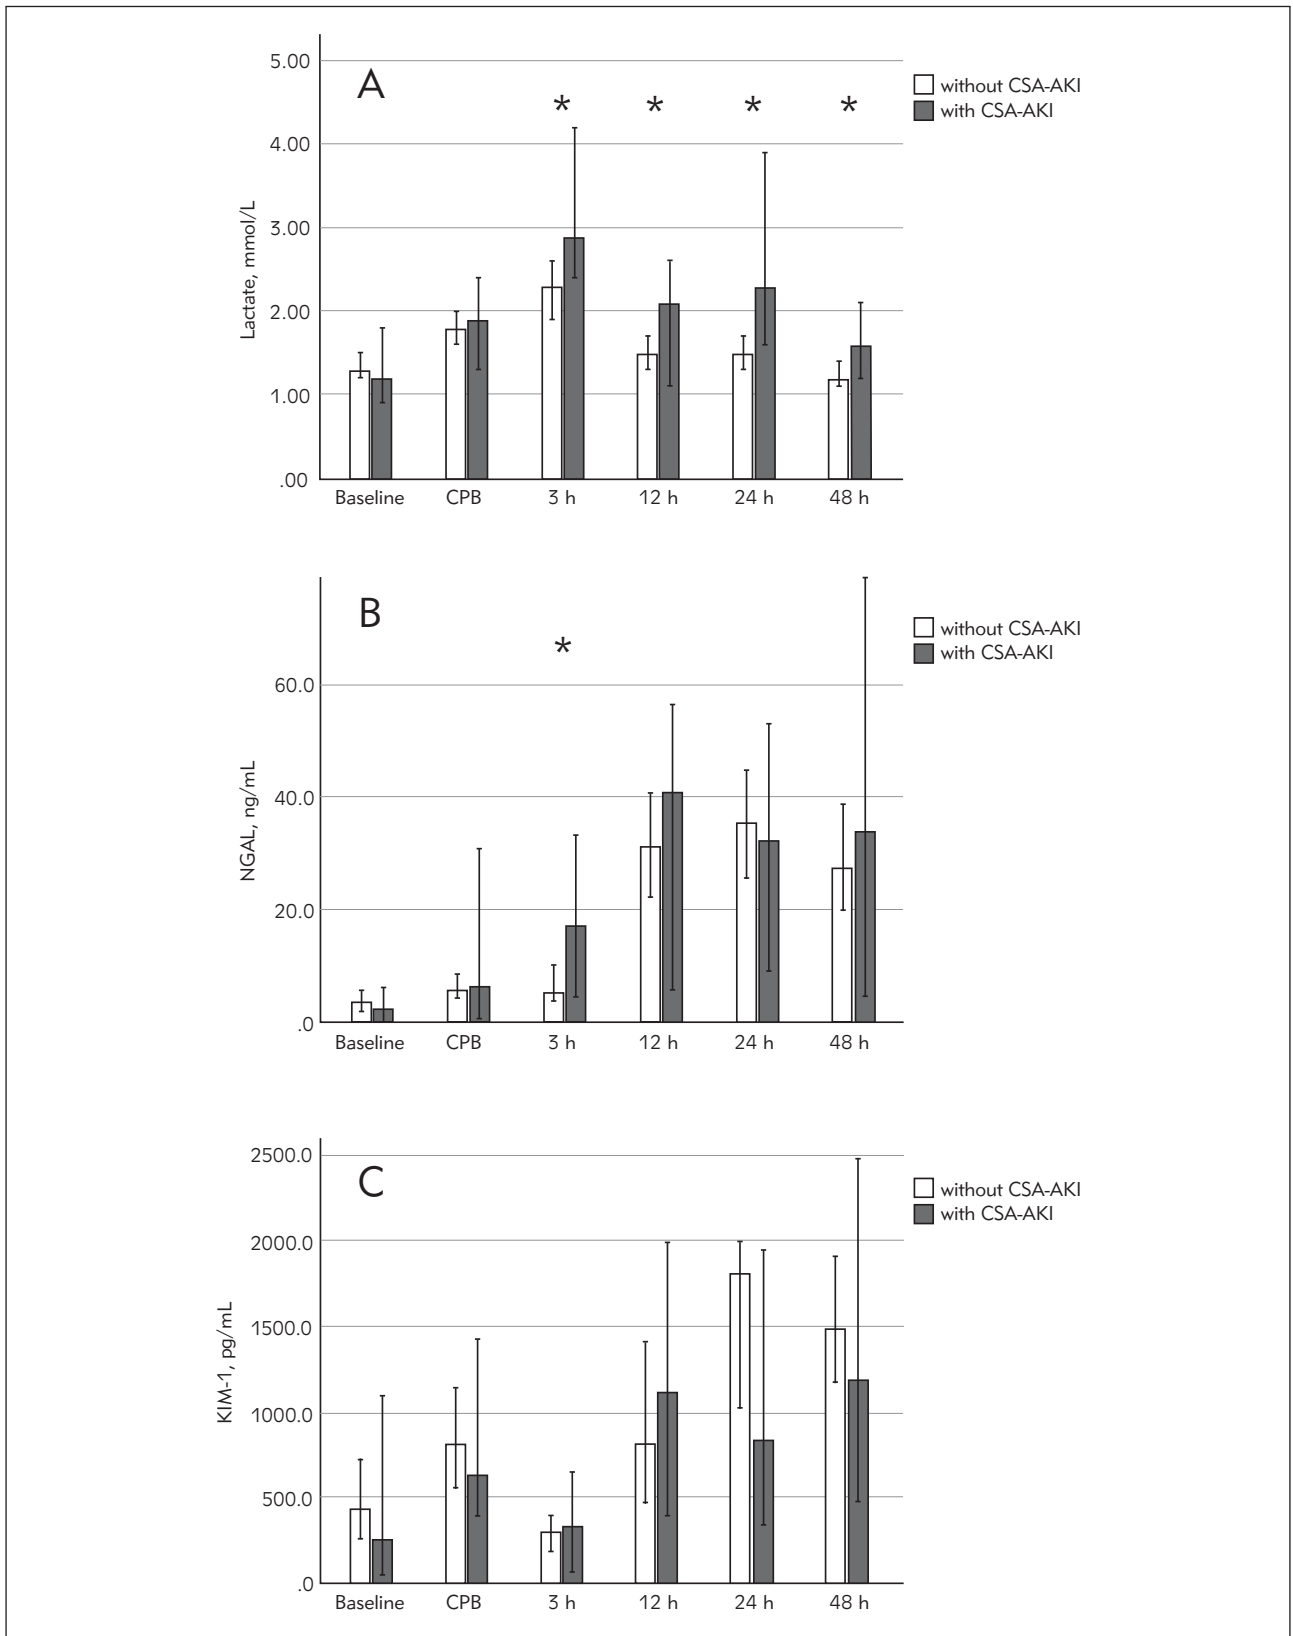 A
5.00
4.00
3.00
2.00
1.00
.00
Lactate, mmol/L
* * * *
without CSA-AKI
with CSA-AKI
Baseline CPB 3 h 12 h 24 h 48 h
B
60.0
40.0
20.0
.0
NGAL, ng/mL
*
without CSA-AKI
with CSA-AKI
Baseline CPB 3 h 12 h 24 h 48 h
C
2500.0
2000.0
1500.0
1000.0
500.0
.0
KIM-1, pg/mL
without CSA-AKI
with CSA-AKI
Baseline CPB 3 h 12 h 24 h 48 h